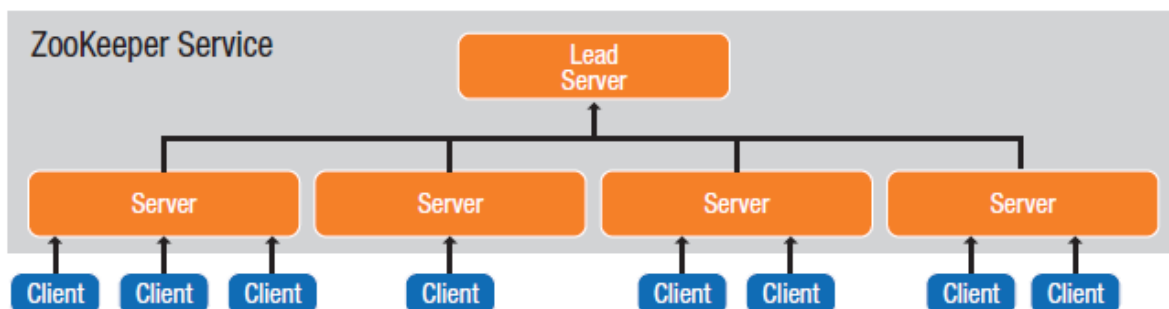 ZooKeeper Service
Lead
Server
Server
Server
Server
Server
Client
Client
Client
Client
Client
Client
Client
Client